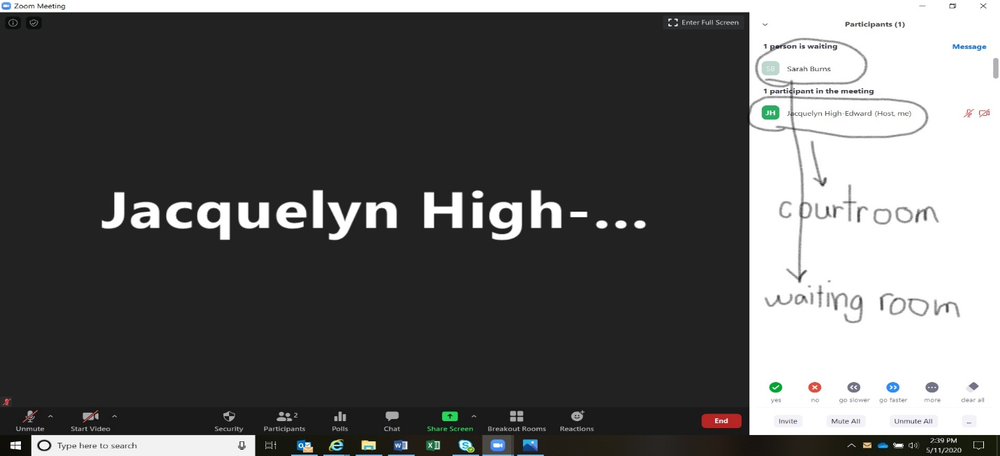 Zoom Meeting
Enter Full Screen
Participants (1)
1 person is waiting
Message
SB Sarah Burns
1 participant in the meeting
JH Jacquelyn High-Edward (Host, me)
Jacquelyn High-...
courtroom
waiting room
yes no go slower go faster more clear all
Invite Mute All Unmute All ...
2
Unmute Start Video Security Participants Polls Chat Share Screen Breakout Rooms Reactions End
Type here to search
2:39 PM
5/11/2020